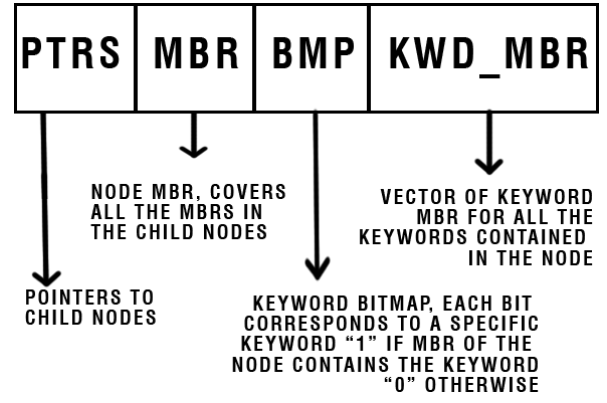 PTRS MBR BMP KWD_MBR
NODE MBR, COVERS
ALL THE MBRS IN
THE CHILD NODES
VECTOR OF KEYWORD
MBR FOR ALL THE
KEYWORDS CONTAINED
IN THE NODE
POINTERS TO
CHILD NODES
KEYWORD BITMAP, EACH BIT
CORRESPONDS TO A SPECIFIC
KEYWORD “1” IF MBR OF THE
NODE CONTAINS THE KEYWORD
“0” OTHERWISE